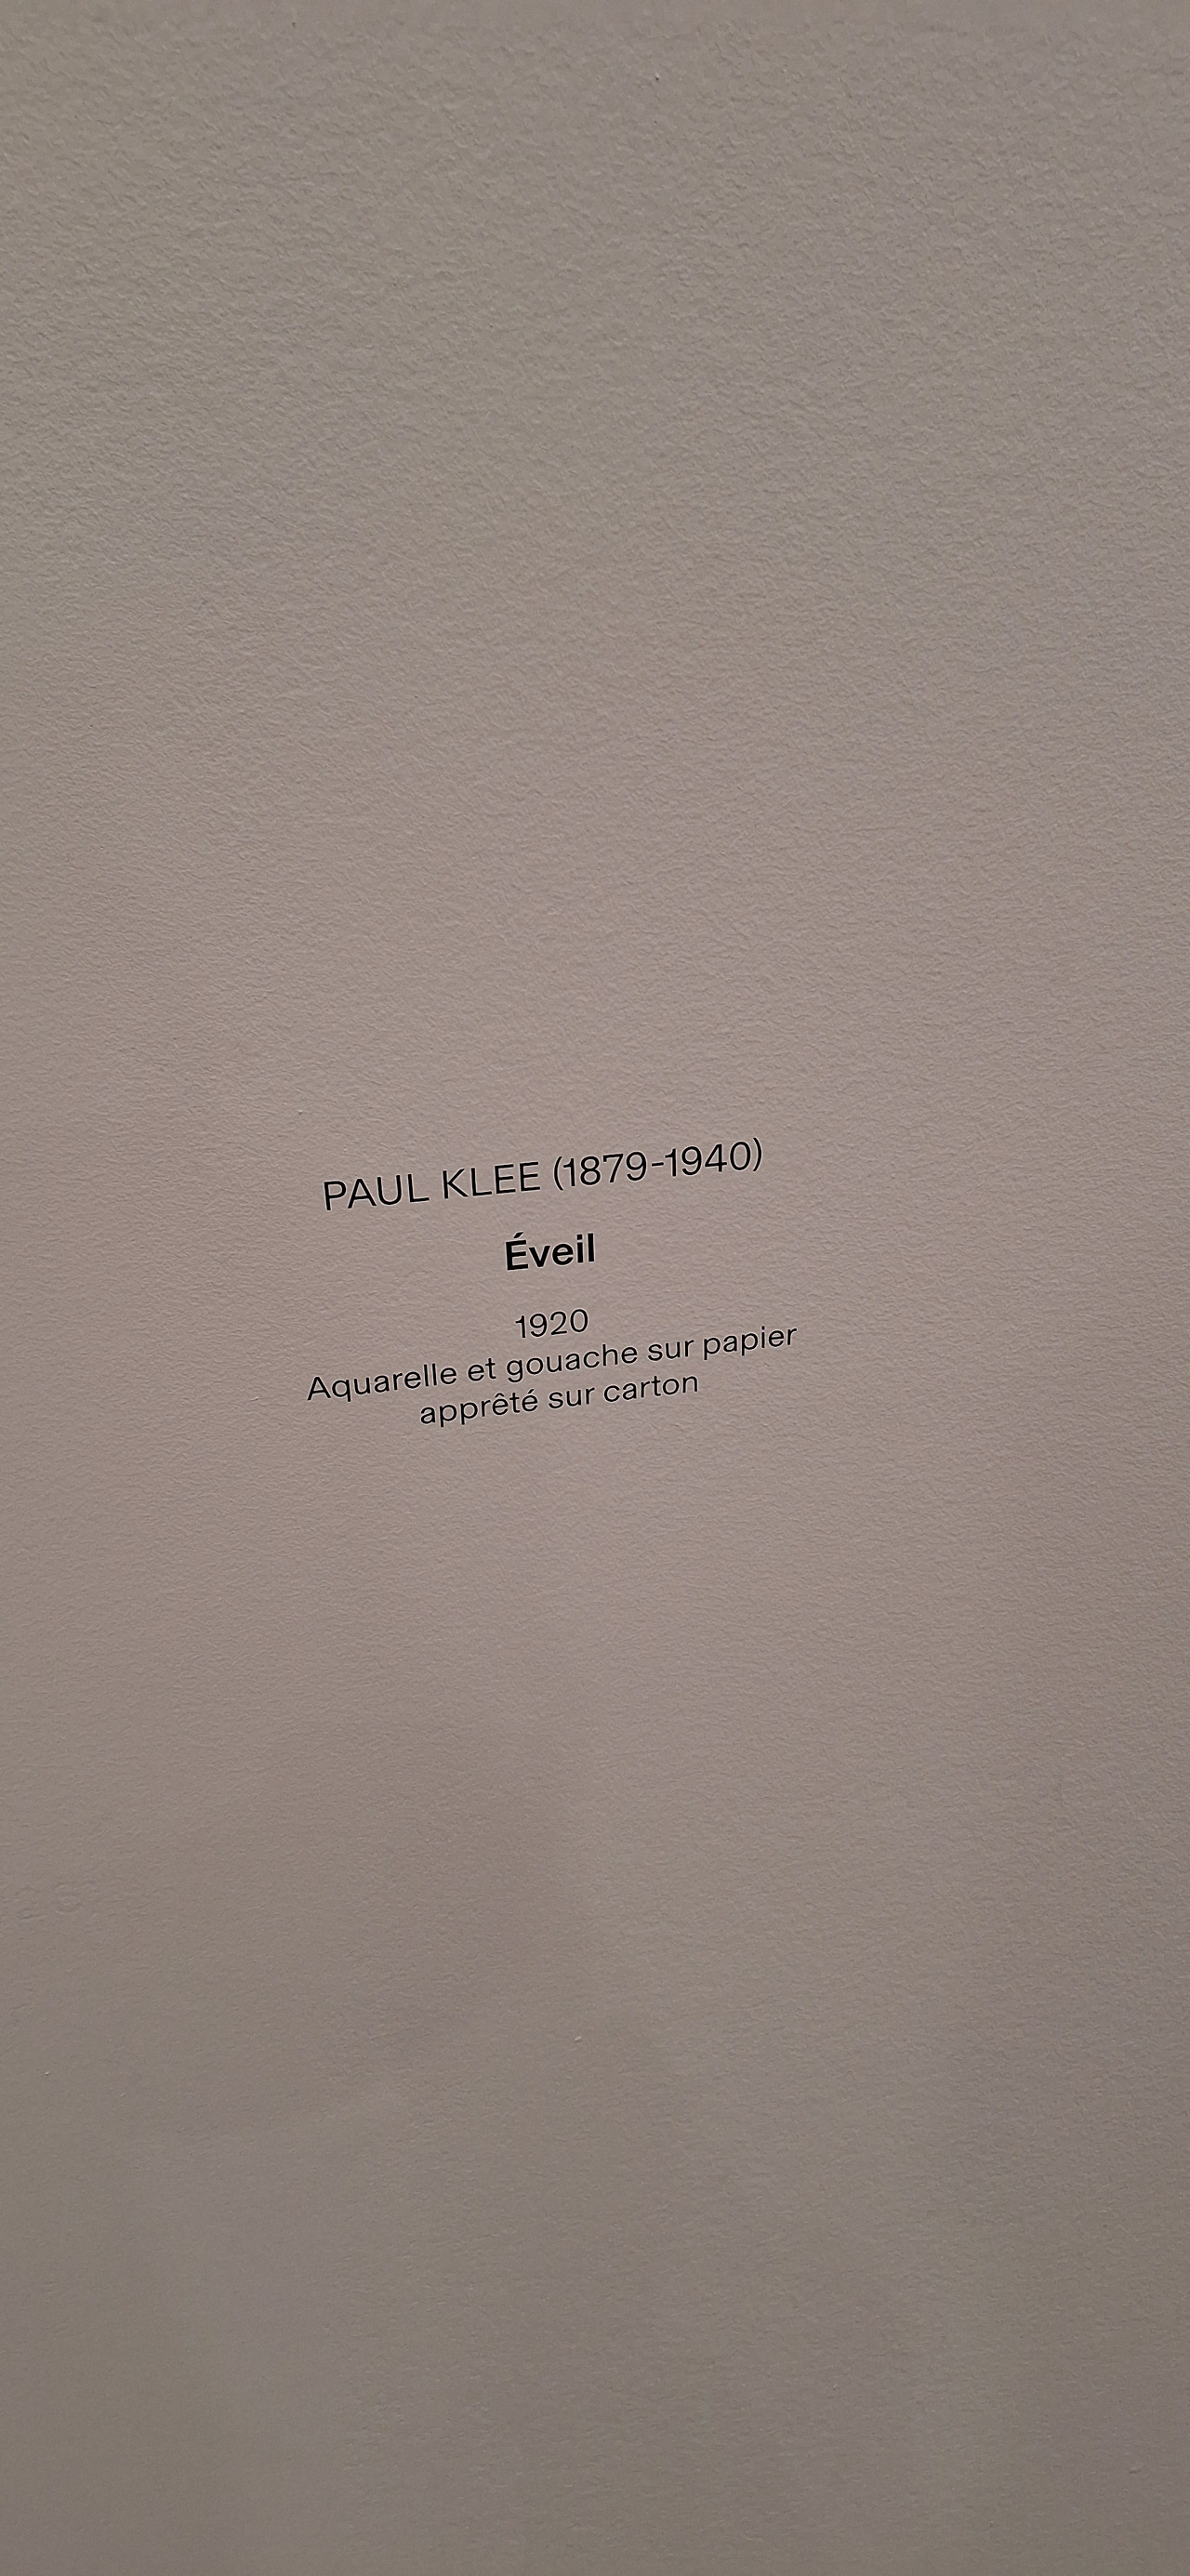 PAUL KLEE (1879-1940)
Éveil
1920
Aquarelle et gouache sur papier
apprêté sur carton